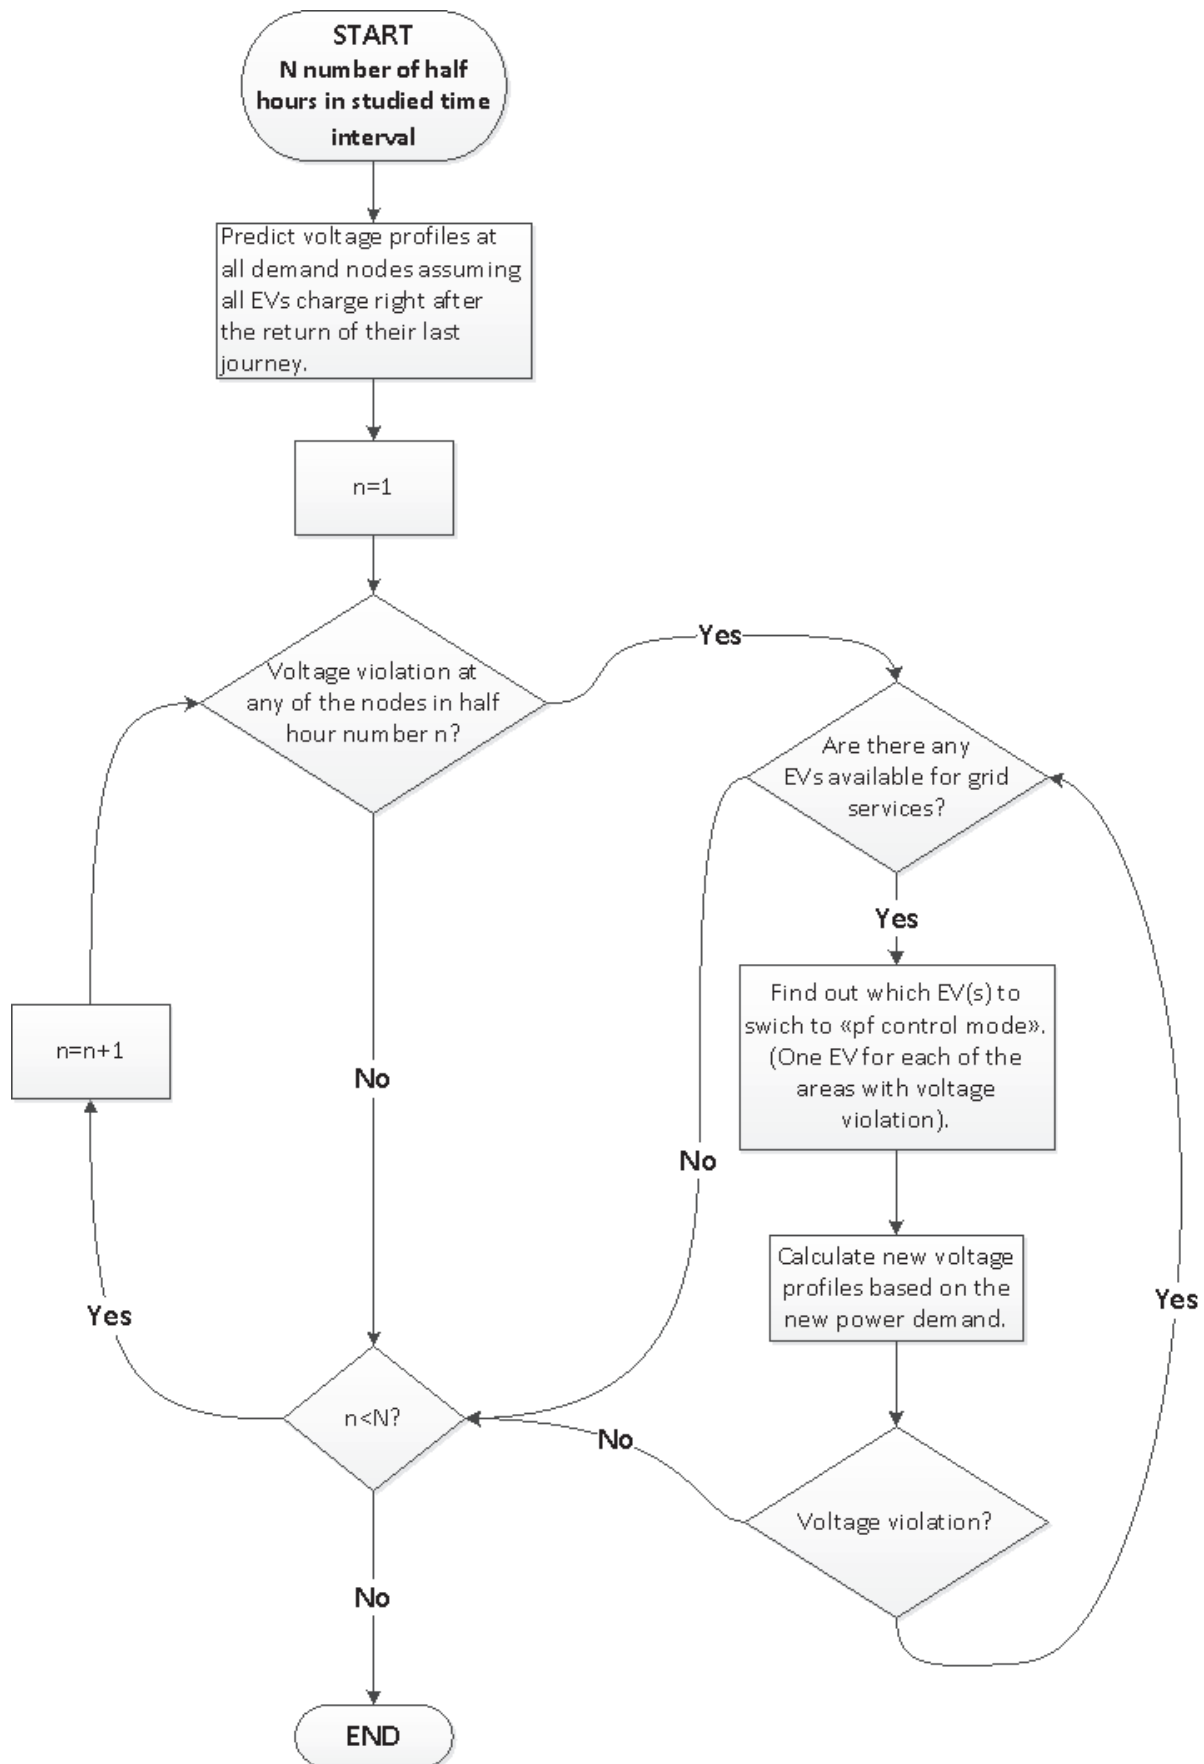 START
N number of half
hours in studied time
interval
Predict voltage profiles at
all demand nodes assuming
all EVs charge right after
the return of their last
journey.
n=1
Voltage violation at
any of the nodes in half
hour number n?
Yes
Are there any
EVs available for grid
services?
Yes
Find out which EV(s) to
swich to «pf control mode».
(One EV for each of the
areas with voltage
violation).
n=n+1
No
No
Calculate new voltage
profiles based on the
new power demand.
Yes
Yes
n<N?
No
Voltage violation?
No
END